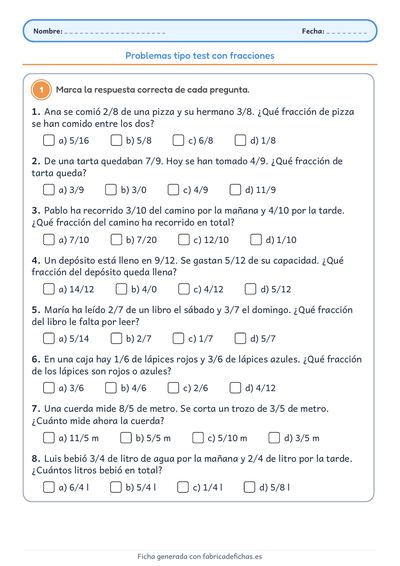 Nombre: _ _ _ _ _ _ _ _ _ _ _ _ _ _ _ _ _ _ _ _ Fecha: _ _ _ _ _ _ _ _
Problemas tipo test con fracciones
1 Marca la respuesta correcta de cada pregunta.
1. Ana se comió 2/8 de una pizza y su hermano 3/8. ¿Qué fracción de pizza
se han comido entre los dos?
a) 5/16 b) 5/8 c) 6/8 d) 1/8
2. De una tarta quedaban 7/9. Hoy se han tomado 4/9. ¿Qué fracción de
tarta queda?
a) 3/9 b) 3/0 c) 4/9 d) 11/9
3. Pablo ha recorrido 3/10 del camino por la mañana y 4/10 por la tarde.
¿Qué fracción del camino ha recorrido en total?
a) 7/10 b) 7/20 c) 12/10 d) 1/10
4. Un depósito está lleno en 9/12. Se gastan 5/12 de su capacidad. ¿Qué
fracción del depósito queda llena?
a) 14/12 b) 4/0 c) 4/12 d) 5/12
5. María ha leído 2/7 de un libro el sábado y 3/7 el domingo. ¿Qué fracción
del libro le falta por leer?
a) 5/14 b) 2/7 c) 1/7 d) 5/7
6. En una caja hay 1/6 de lápices rojos y 3/6 de lápices azules. ¿Qué fracción
de los lápices son rojos o azules?
a) 3/6 b) 4/6 c) 2/6 d) 4/12
7. Una cuerda mide 8/5 de metro. Se corta un trozo de 3/5 de metro.
¿Cuánto mide ahora la cuerda?
a) 11/5 m b) 5/5 m c) 5/10 m d) 3/5 m
8. Luis bebió 3/4 de litro de agua por la mañana y 2/4 de litro por la tarde.
¿Cuántos litros bebió en total?
a) 6/4 l b) 5/4 l c) 1/4 l d) 5/8 l
Ficha generada con fabricadefichas.es